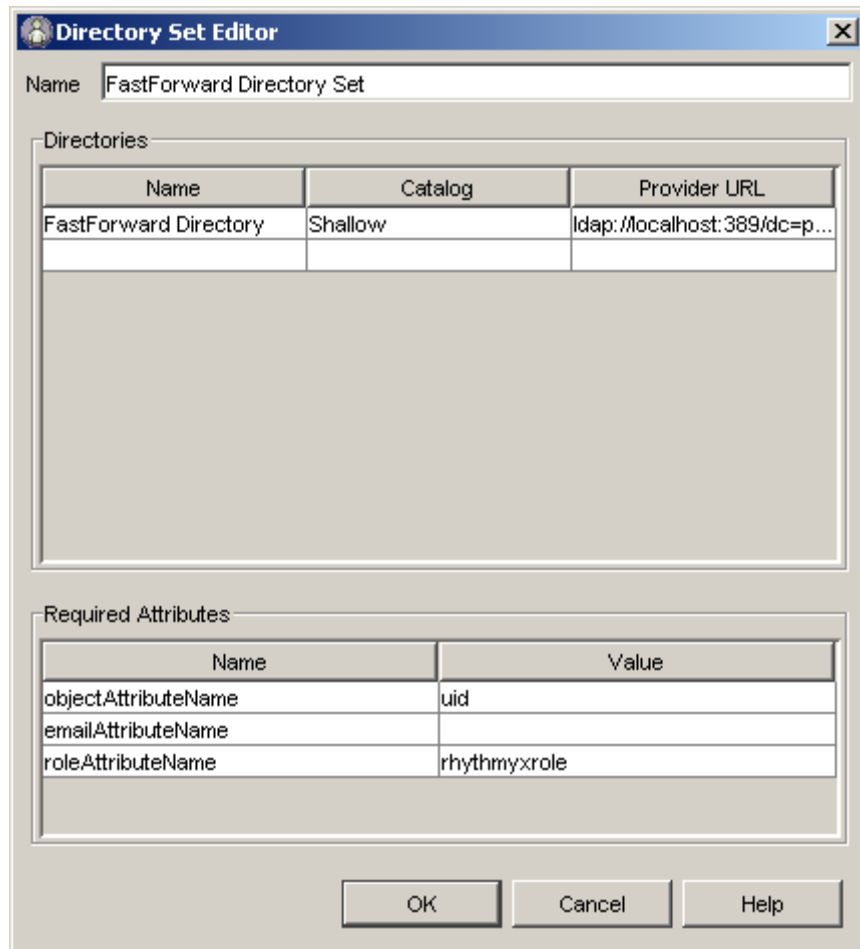 Directory Set Editor
Name FastForward Directory Set
Directories
Name Catalog Provider URL
FastForward Directory Shallow ldap://localhost:389/dc=p...
Required Attributes
Name Value
objectAttributeName uid
emailAttributeName
roleAttributeName rhythmyxrole
OK Cancel Help